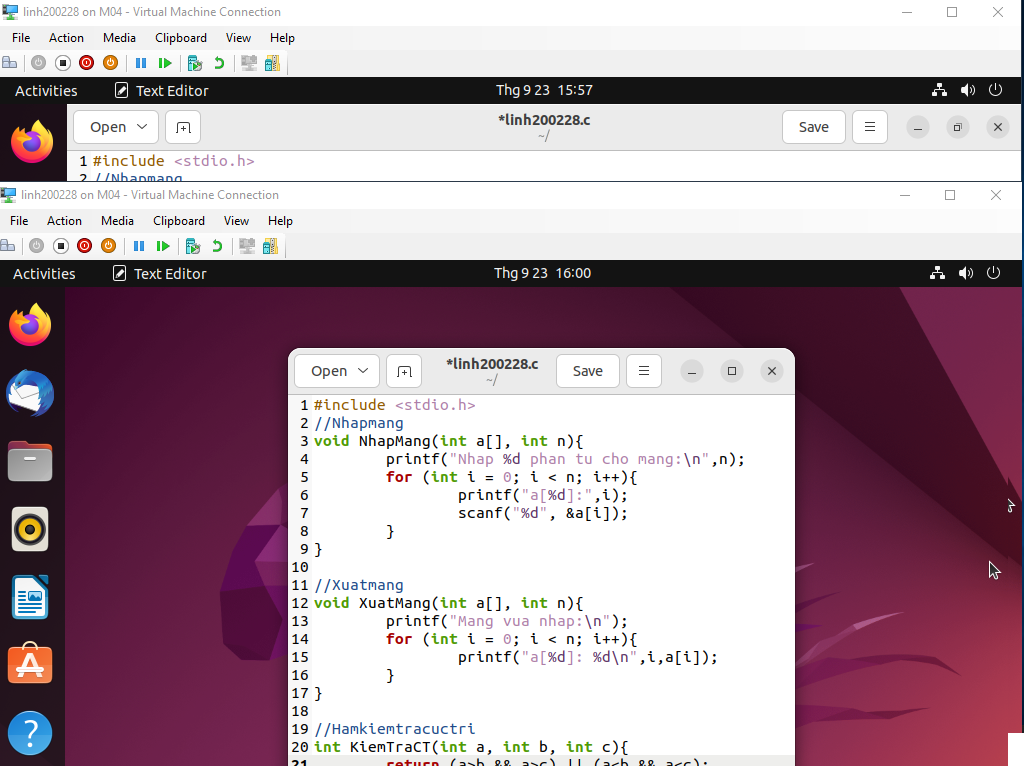 linh200228 on M04 - Virtual Machine Connection
File Action Media Clipboard View Help
Activities Text Editor Thg 9 23 15:57
Open *linh200228.c Save
~/
1 #include <stdio.h>
2 //Nhapmang
linh200228 on M04 - Virtual Machine Connection
File Action Media Clipboard View Help
Activities Text Editor Thg 9 23 16:00
Open *linh200228.c Save
~/
1 #include <stdio.h>
2 //Nhapmang
3 void NhapMang(int a[], int n){
4 printf("Nhap %d phan tu cho mang:\n",n);
5 for (int i = 0; i < n; i++){
6 printf("a[%d]:",i);
7 scanf("%d", &a[i]);
8 }
9 }
10
11 //Xuatmang
12 void XuatMang(int a[], int n){
13 printf("Mang vua nhap:\n");
14 for (int i = 0; i < n; i++){
15 printf("a[%d]: %d\n",i,a[i]);
16 }
17 }
18
19 //Hamkiemtracuctri
20 int KiemTraCT(int a, int b, int c){
21 return (a>b && a>c) || (a<b && a<c);